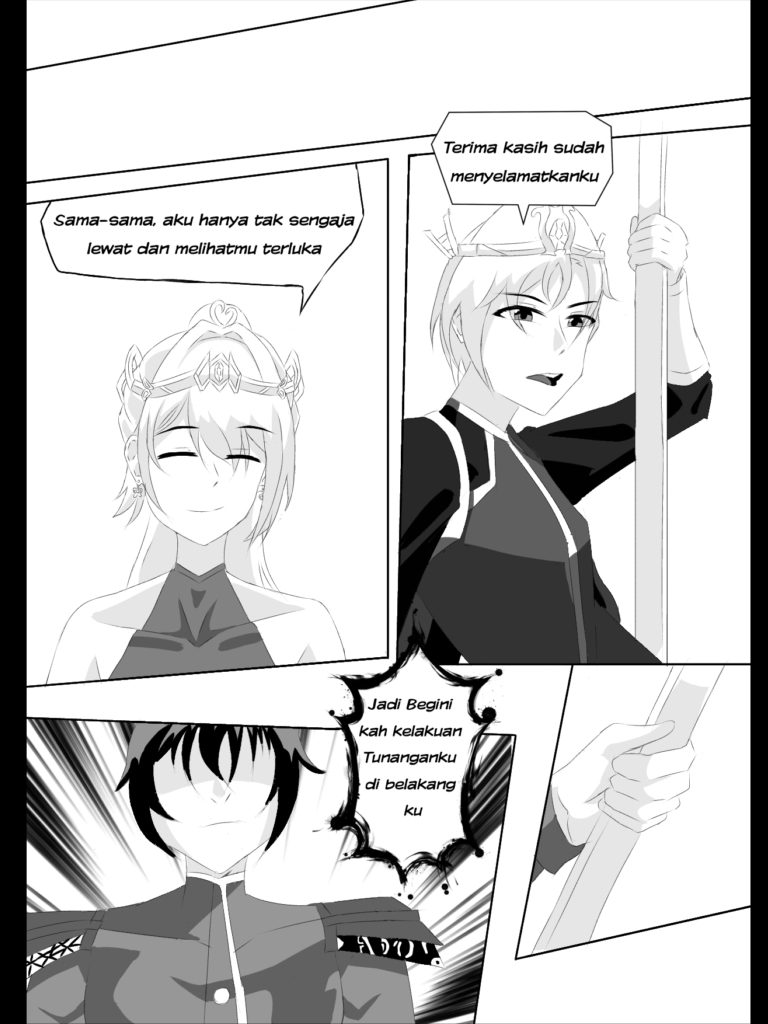 Terima kasih sudah
menyelamatkanku
Sama-sama, aku hanya tak sengaja
lewat dan melihatmu terluka
Jadi Begini
kah kelakuan
Tunanganku
di belakang
ku